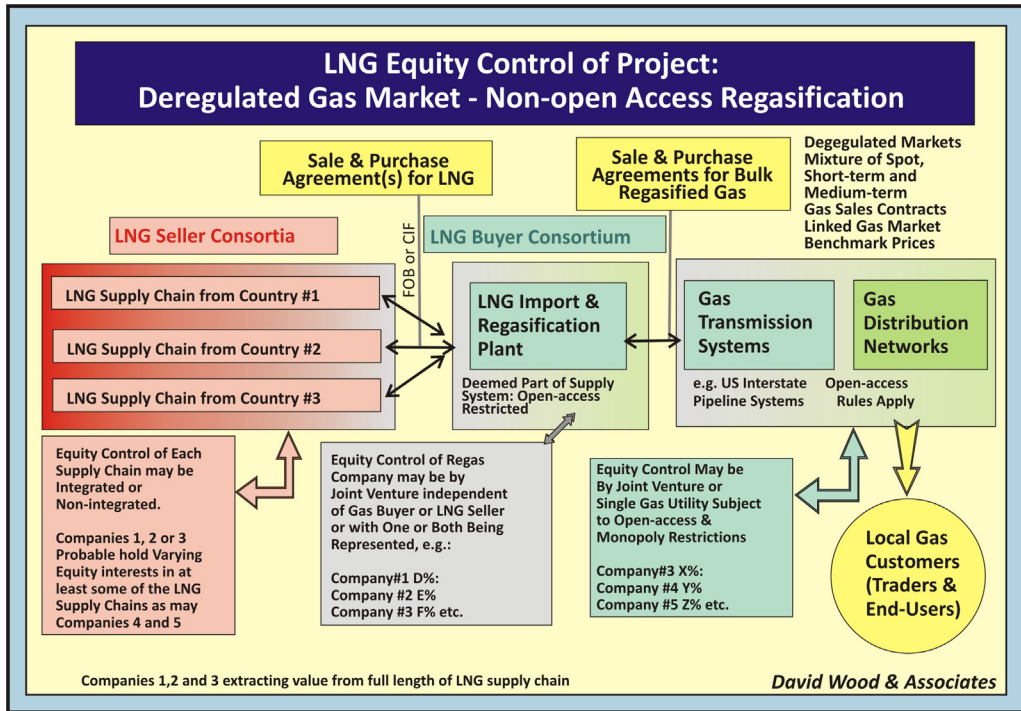 LNG Equity Control of Project:
Deregulated Gas Market - Non-open Access Regasification
Sale & Purchase
Agreement(s) for LNG
Sale & Purchase
Agreements for Bulk
Regasified Gas
Degegulated Markets
Mixture of Spot,
Short-term and
Medium-term
Gas Sales Contracts
Linked Gas Market
Benchmark Prices
LNG Seller Consortia
FOB or CIF
LNG Buyer Consortium
LNG Supply Chain from Country #1
LNG Supply Chain from Country #2
LNG Supply Chain from Country #3
LNG Import &
Regasification
Plant
Deemed Part of Supply
System: Open-access
Restricted
Gas
Transmission
Systems
Gas
Distribution
Networks
e.g. US Interstate
Pipeline Systems
Open-access
Rules Apply
Equity Control of Each
Supply Chain may be
Integrated or
Non-integrated.
Companies 1, 2 or 3
Probable hold Varying
Equity interests in at
least some of the LNG
Supply Chains as may
Companies 4 and 5
Equity Control of Regas
Company may be by
Joint Venture independent
of Gas Buyer or LNG Seller
or with One or Both Being
Represented, e.g.:
Company#1 D%:
Company #2 E%
Company #3 F% etc.
Equity Control May be
By Joint Venture or
Single Gas Utility Subject
to Open-access &
Monopoly Restrictions
Company#3 X%:
Company #4 Y%
Company #5 Z% etc.
Local Gas
Customers
(Traders &
End-Users)
Companies 1,2 and 3 extracting value from full length of LNG supply chain
David Wood & Associates